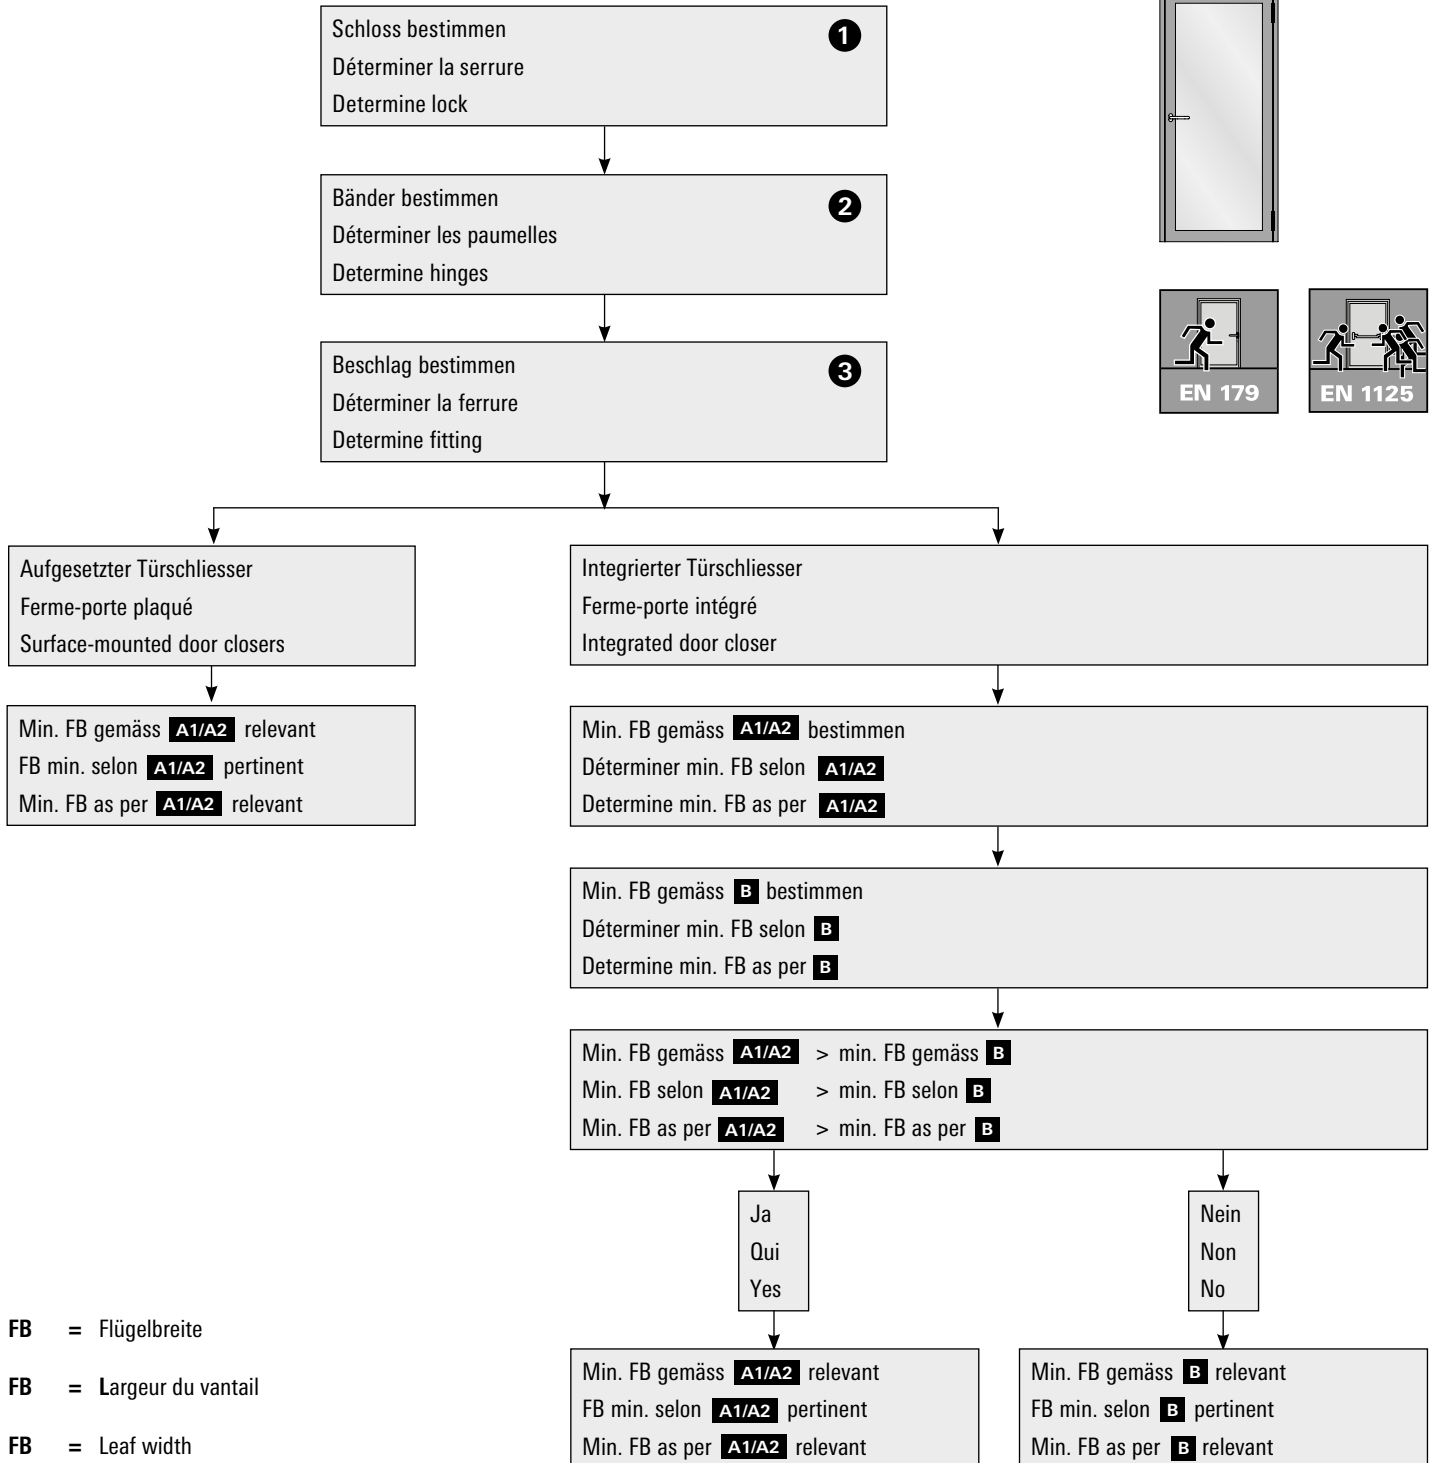 Schloss bestimmen 1
Déterminer la serrure
Determine lock
Bänder bestimmen 2
Déterminer les paumelles
Determine hinges
EN 179
EN 1125
Beschlag bestimmen 3
Déterminer la ferrure
Determine fitting
Aufgesetzter Türschliesser
Ferme-porte plaqué
Surface-mounted door closers
Min. FB gemäss A1/A2 relevant
FB min. selon A1/A2 pertinent
Min. FB as per A1/A2 relevant
Integrierter Türschliesser
Ferme-porte intégré
Integrated door closer
Min. FB gemäss A1/A2 bestimmen
Déterminer min. FB selon A1/A2
Determine min. FB as per A1/A2
Min. FB gemäss B bestimmen
Déterminer min. FB selon B
Determine min. FB as per B
Min. FB gemäss A1/A2 > min. FB gemäss B
Min. FB selon A1/A2 > min. FB selon B
Min. FB as per A1/A2 > min. FB as per B
Ja
Qui
Yes
Nein
Non
No
Min. FB gemäss A1/A2 relevant
FB min. selon A1/A2 pertinent
Min. FB as per A1/A2 relevant
Min. FB gemäss B relevant
FB min. selon B pertinent
Min. FB as per B relevant
FB = Flügelbreite
FB = Largeur du vantail
FB = Leaf width